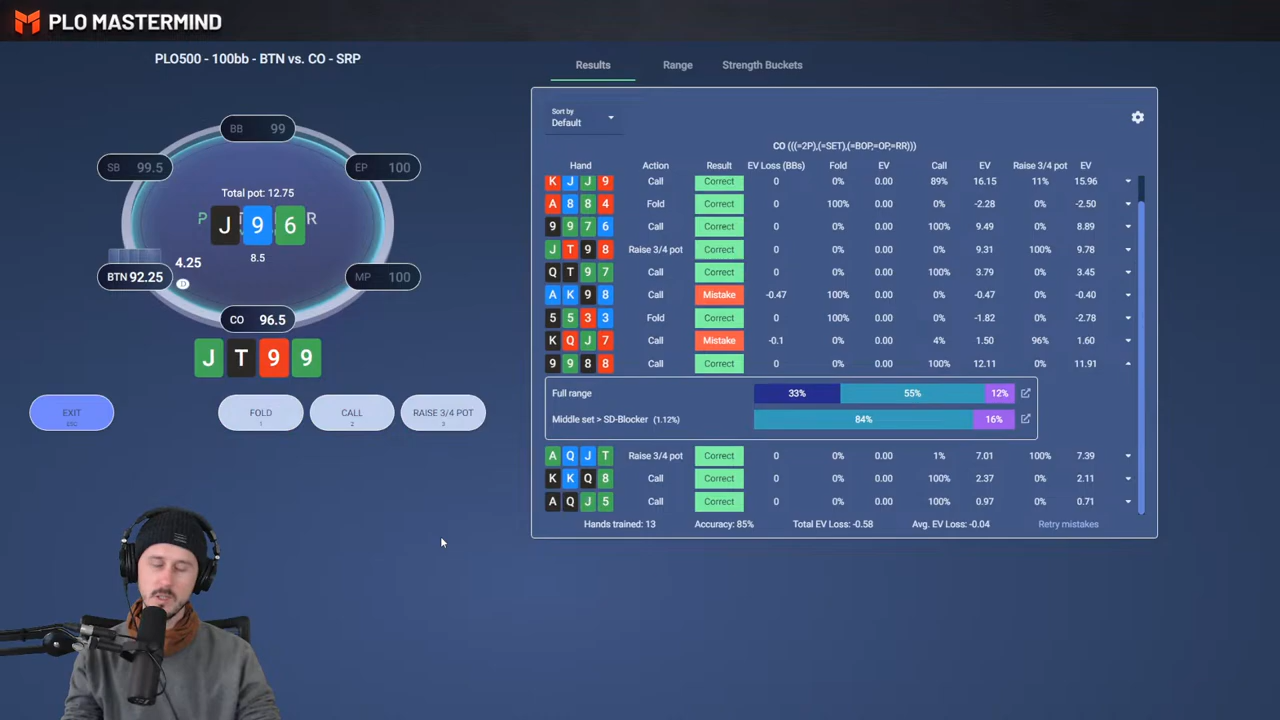 PLO MASTERMIND
PLO500 - 100bb - BTN vs. CO - SRP
BB 99
SB 99.5
EP 100
Total pot: 12.75
J 9 6
8.5
BTN 92.25
4.25
D
MP 100
CO 96.5
J T 9 9
EXIT
ESC
FOLD
1
CALL
2
RAISE 3/4 POT
3
Results Range Strength Buckets
Sort by
Default
CO (((=2P),(=SET),(=BOP,=OP,=RR)))
Hand Action Result EV Loss (BBs) Fold EV Call EV Raise 3/4 pot EV
K J J 9 Call Correct 0 0% 0.00 89% 16.15 11% 15.96
A 8 8 4 Fold Correct 0 100% 0.00 0% -2.28 0% -2.50
9 9 7 6 Call Correct 0 0% 0.00 100% 9.49 0% 8.89
J T 9 8 Raise 3/4 pot Correct 0 0% 0.00 0% 9.31 100% 9.78
Q T 9 7 Call Correct 0 0% 0.00 100% 3.79 0% 3.45
A K 9 8 Call Mistake -0.47 100% 0.00 0% -0.47 0% -0.40
5 5 3 3 Fold Correct 0 100% 0.00 0% -1.82 0% -2.78
K Q J 7 Call Mistake -0.1 0% 0.00 4% 1.50 96% 1.60
9 9 8 8 Call Correct 0 0% 0.00 100% 12.11 0% 11.91
Full range 33% 55% 12%
Middle set > SD-Blocker (1.12%) 84% 16%
A Q J T Raise 3/4 pot Correct 0 0% 0.00 1% 7.01 100% 7.39
K K Q 8 Call Correct 0 0% 0.00 100% 2.37 0% 2.11
A Q J 5 Call Correct 0 0% 0.00 100% 0.97 0% 0.71
Hands trained: 13 Accuracy: 85% Total EV Loss: -0.58 Avg. EV Loss: -0.04 Retry mistakes